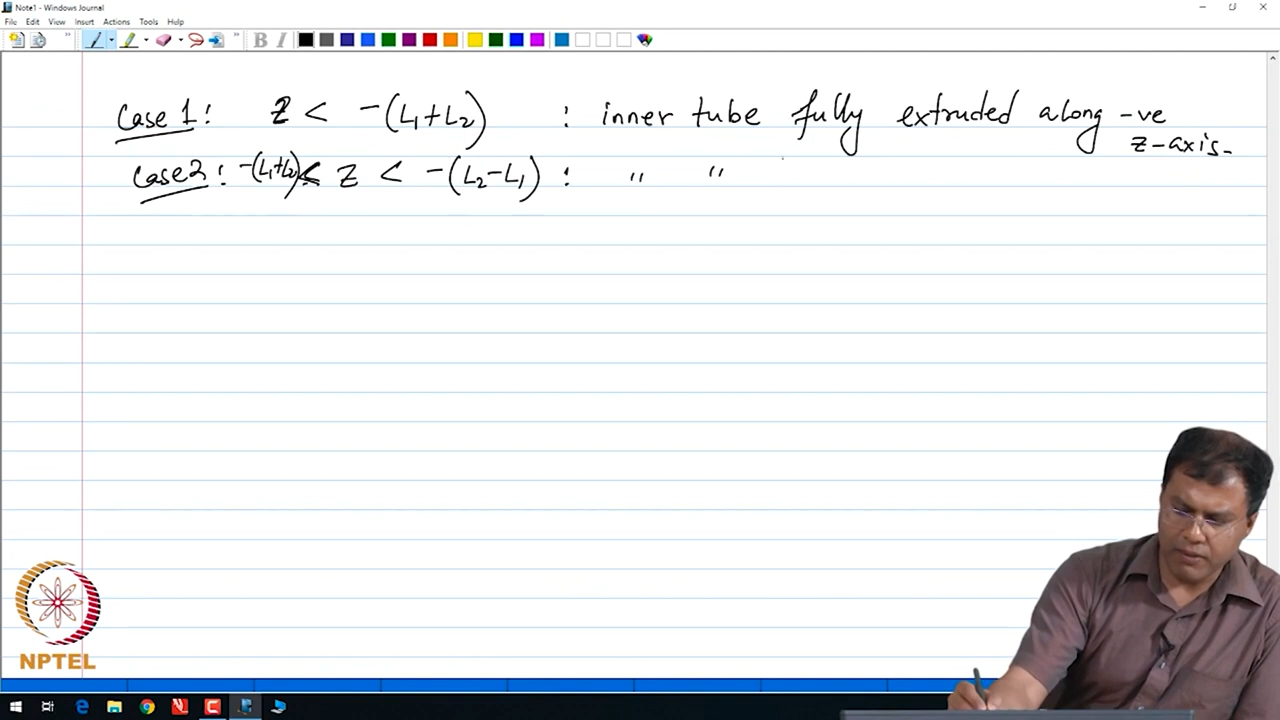 Note1 - Windows Journal
File Edit View Insert Actions Tools Help
B I
Case 1: Z < -(L₁+L₂) : inner tube fully extruded along -ve
z-axis.
Case 2: -(L₁+L₂) ≤ Z < -(L₂-L₁) : " "
NPTEL